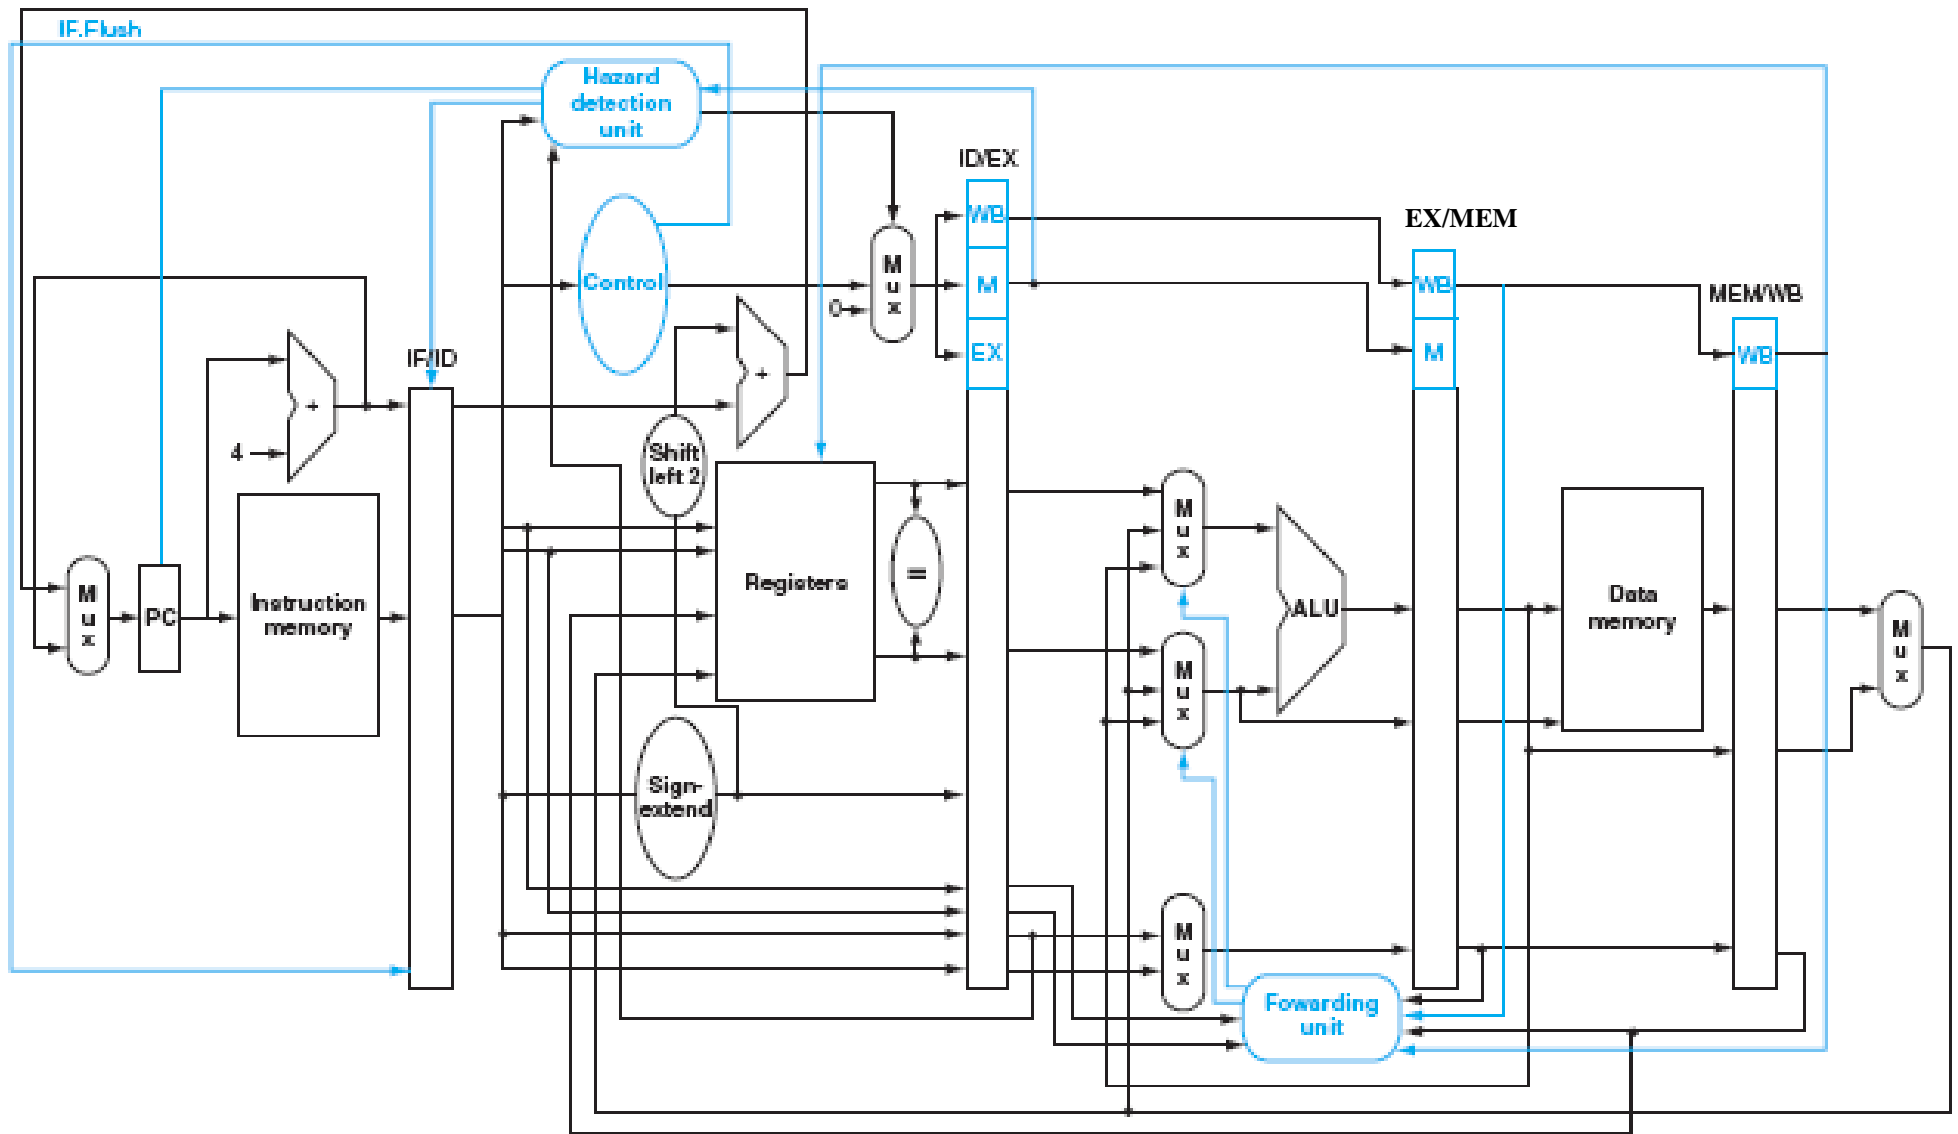 IF.Flush
Hazard
detection
unit
ID/EX
WB
M
EX
EX/MEM
WB
M
MEM/WB
WB
Control
M
u
x
0
+
IF/ID
+
4
Shift
left 2
M
u
x
PC
Instruction
memory
Registers
=
M
u
x
M
u
x
ALU
Data
memory
M
u
x
Sign-
extend
M
u
x
Fowarding
unit